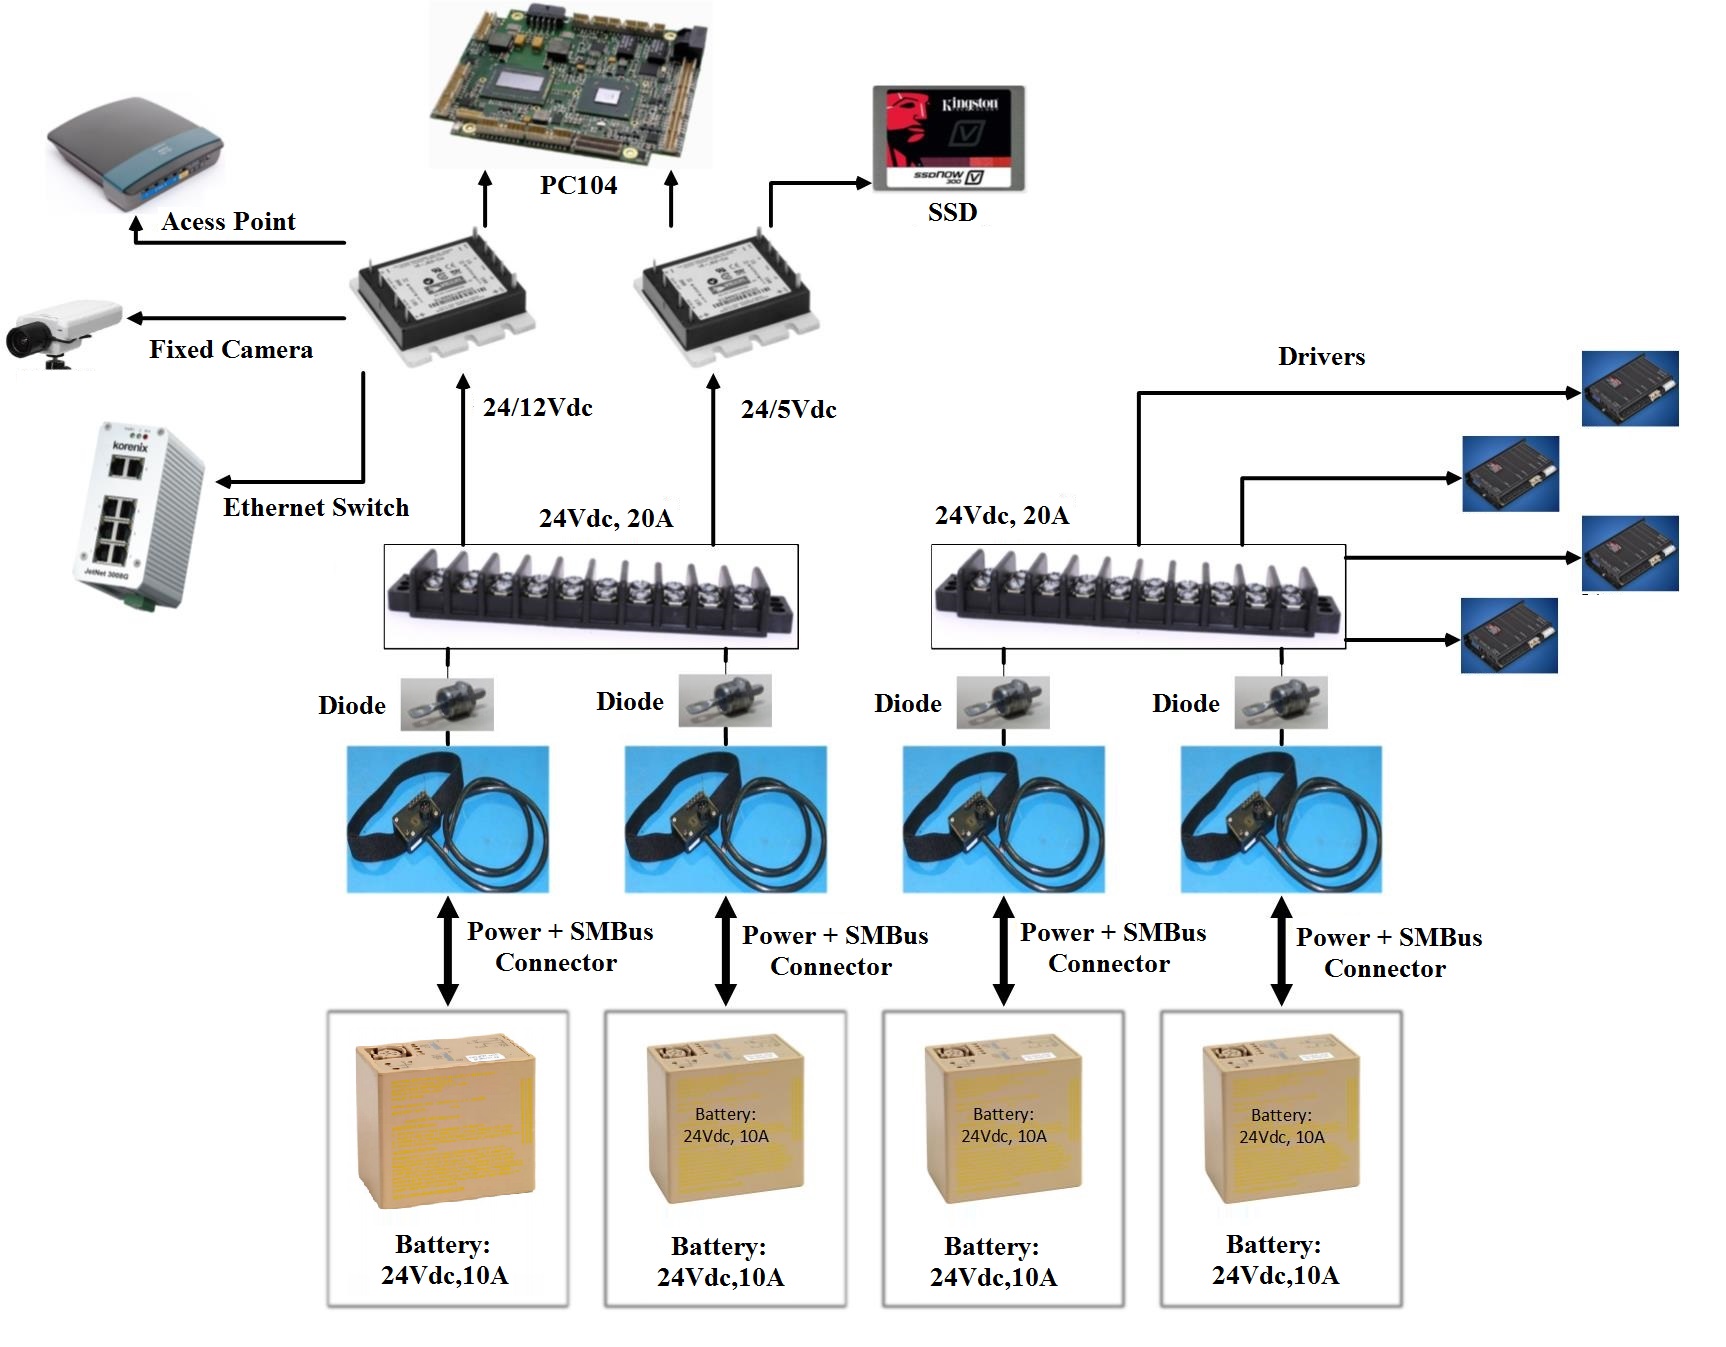 Kingston
SSDNOW
300
V
PC104
SSD
Acess Point
Fixed Camera
Drivers
24/12Vdc
24/5Vdc
korenix
JetNet 3008G
Ethernet Switch
24Vdc, 20A
24Vdc, 20A
Diode
Diode
Diode
Diode
Power + SMBus
Connector
Power + SMBus
Connector
Power + SMBus
Connector
Power + SMBus
Connector
Battery:
24Vdc, 10A
Battery:
24Vdc, 10A
Battery:
24Vdc, 10A
Battery:
24Vdc,10A
Battery:
24Vdc,10A
Battery:
24Vdc,10A
Battery:
24Vdc,10A